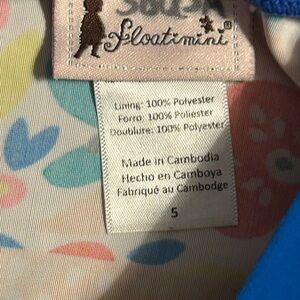 floatimini®
Lining: 100% Polyester
Forro: 100% Poliester
Doublure: 100% Polyester
Made in Cambodia
Hecho en Camboya
Fabriqué au Cambodge
5